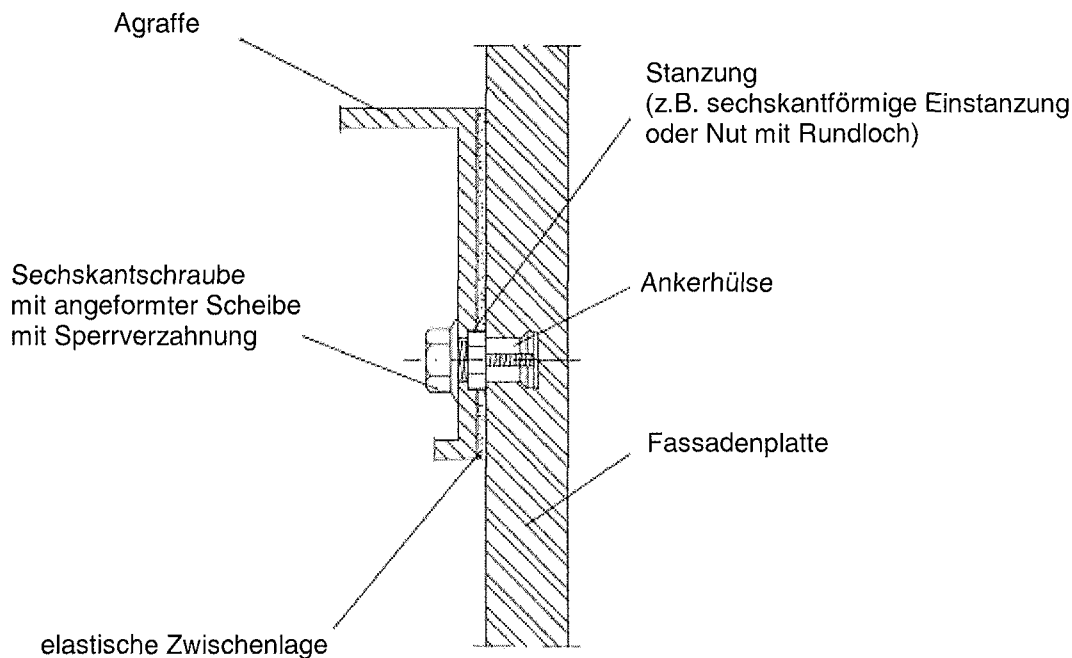 Agraffe
Stanzung
(z.B. sechskantförmige Einstanzung
oder Nut mit Rundloch)
Sechskantschraube
mit angeformter Scheibe
mit Sperrverzahnung
Ankerhülse
Fassadenplatte
elastische Zwischenlage